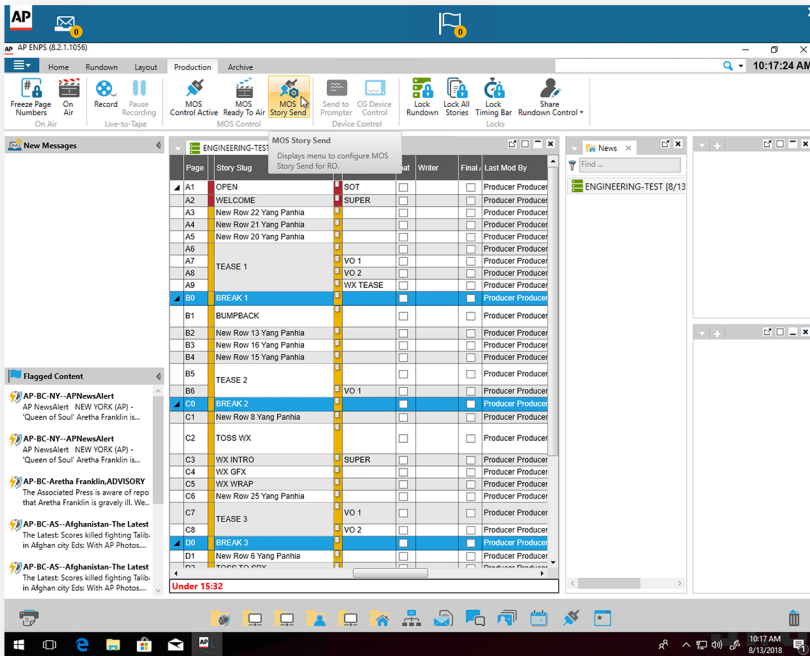 AP
0
0
AP ENPS (8.2.1.1056)
Home Rundown Layout Production Archive
10:17:24 AM
Freeze Page Numbers
On Air
Record
Pause Recording
MOS Control Active
MOS Ready To Air
MOS Story Send
Send to Prompter
CG Device Control
Lock Rundown
Lock All Stories
Lock Timing Bar
Share Rundown Control
On Air Live-to-Tape MOS Control Device Control Locks
MOS Story Send
Displays menu to configure MOS
Story Send for RO.
New Messages
ENGINEERING-TEST
News
Find ...
ENGINEERING-TEST [8/13
Page Story Slug Writer Final Last Mod By
A1 OPEN SOT Producer Producer
A2 WELCOME SUPER Producer Producer
A3 New Row 22 Yang Panhia Producer Producer
A4 New Row 21 Yang Panhia Producer Producer
A5 New Row 20 Yang Panhia Producer Producer
A6 Producer Producer
A7 TEASE 1 VO 1 Producer Producer
A8 VO 2 Producer Producer
A9 WX TEASE Producer Producer
B0 BREAK 1 Producer Producer
B1 BUMPBACK Producer Producer
B2 New Row 13 Yang Panhia Producer Producer
B3 New Row 16 Yang Panhia Producer Producer
B4 New Row 15 Yang Panhia Producer Producer
B5 TEASE 2 Producer Producer
B6 VO 1 Producer Producer
C0 BREAK 2 Producer Producer
C1 New Row 8 Yang Panhia Producer Producer
C2 TOSS WX Producer Producer
C3 WX INTRO SUPER Producer Producer
C4 WX GFX Producer Producer
C5 WX WRAP Producer Producer
C6 New Row 25 Yang Panhia Producer Producer
C7 TEASE 3 VO 1 Producer Producer
C8 VO 2 Producer Producer
D0 BREAK 3 Producer Producer
D1 New Row 6 Yang Panhia Producer Producer
D2 TOSS TO SPX Producer Producer
Under 15:32
Flagged Content
AP-BC-NY--APNewsAlert
AP NewsAlert NEW YORK (AP) -
'Queen of Soul' Aretha Franklin is...
AP-BC-NY--APNewsAlert
AP NewsAlert NEW YORK (AP) -
'Queen of Soul' Aretha Franklin is...
AP-BC-Aretha Franklin,ADVISORY
The Associated Press is aware of repo
that Aretha Franklin is gravely ill. We...
AP-BC-AS--Afghanistan-The Latest
The Latest: Scores killed fighting Talib.
in Afghan city Eds: With AP Photos....
AP-BC-AS--Afghanistan-The Latest
The Latest: Scores killed fighting Talib.
in Afghan city Eds: With AP Photos....
AP
10:17 AM
8/13/2018
1